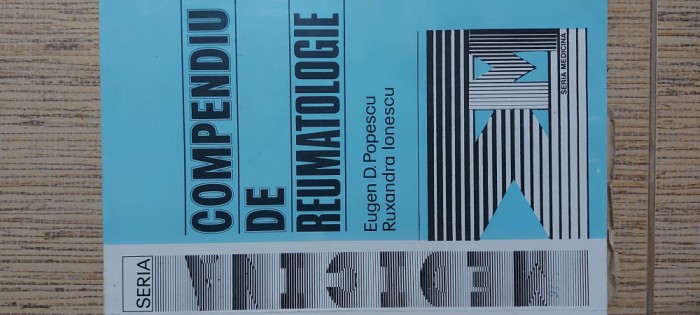 SERIA
MEDICINA
COMPENDIU
DE
REUMATOLOGIE
Eugen D. Popescu
Ruxandra Ionescu
SERIA MEDICINA